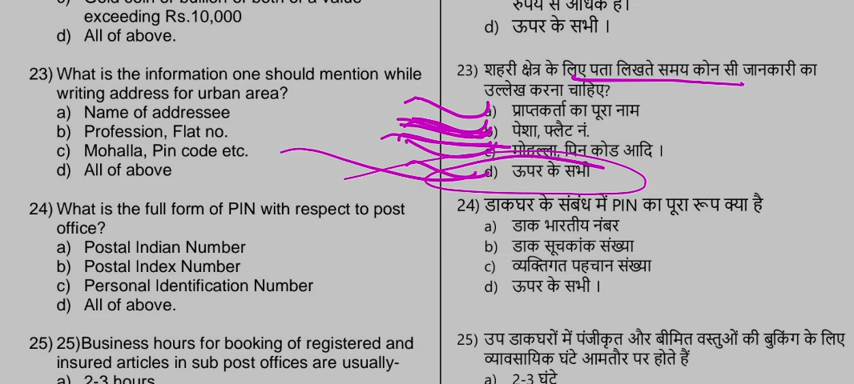 exceeding Rs.10,000
d) All of above.
23) What is the information one should mention while
writing address for urban area?
a) Name of addressee
b) Profession, Flat no.
c) Mohalla, Pin code etc.
d) All of above
24) What is the full form of PIN with respect to post
office?
a) Postal Indian Number
b) Postal Index Number
c) Personal Identification Number
d) All of above.
25) 25)Business hours for booking of registered and
insured articles in sub post offices are usually-
a) 2-3 hours
रुपये से अधिक है।
d) ऊपर के सभी ।
23) शहरी क्षेत्र के लिए पता लिखते समय कोन सी जानकारी का
उल्लेख करना चाहिए?
a) प्राप्तकर्ता का पूरा नाम
b) पेशा, फ्लैट नं.
c) मोहल्ला, पिन कोड आदि ।
d) ऊपर के सभी
24) डाकघर के संबंध में PIN का पूरा रूप क्या है
a) डाक भारतीय नंबर
b) डाक सूचकांक संख्या
c) व्यक्तिगत पहचान संख्या
d) ऊपर के सभी ।
25) उप डाकघरों में पंजीकृत और बीमित वस्तुओं की बुकिंग के लिए
व्यावसायिक घंटे आमतौर पर होते हैं
a) 2-3 घंटे